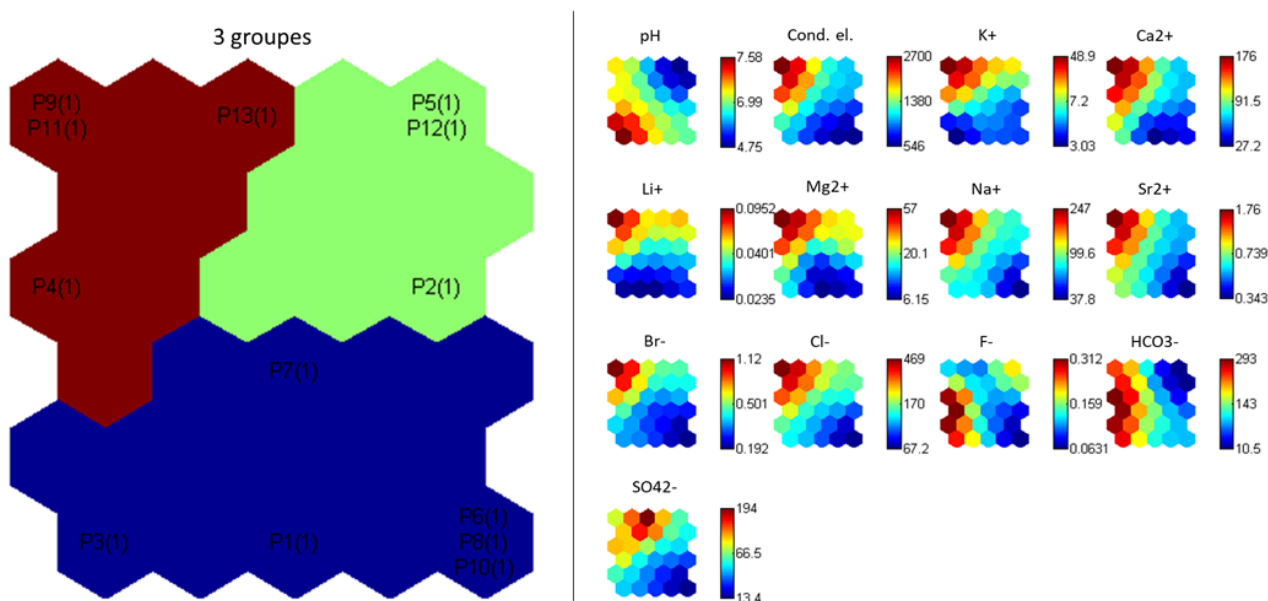 3 groupes
P9(1)
P11(1)
P13(1)
P5(1)
P12(1)
P4(1)
P2(1)
P7(1)
P3(1)
P1(1)
P6(1)
P8(1)
P10(1)
pH
7.58
6.99
4.75
Cond. el.
2700
1380
546
K+
48.9
7.2
3.03
Ca2+
176
91.5
27.2
Li+
0.0952
0.0401
0.0235
Mg2+
57
20.1
6.15
Na+
247
99.6
37.8
Sr2+
1.76
0.739
0.343
Br-
1.12
0.501
0.192
Cl-
469
170
67.2
F-
0.312
0.159
0.0631
HCO3-
293
143
10.5
SO42-
194
66.5
13.4